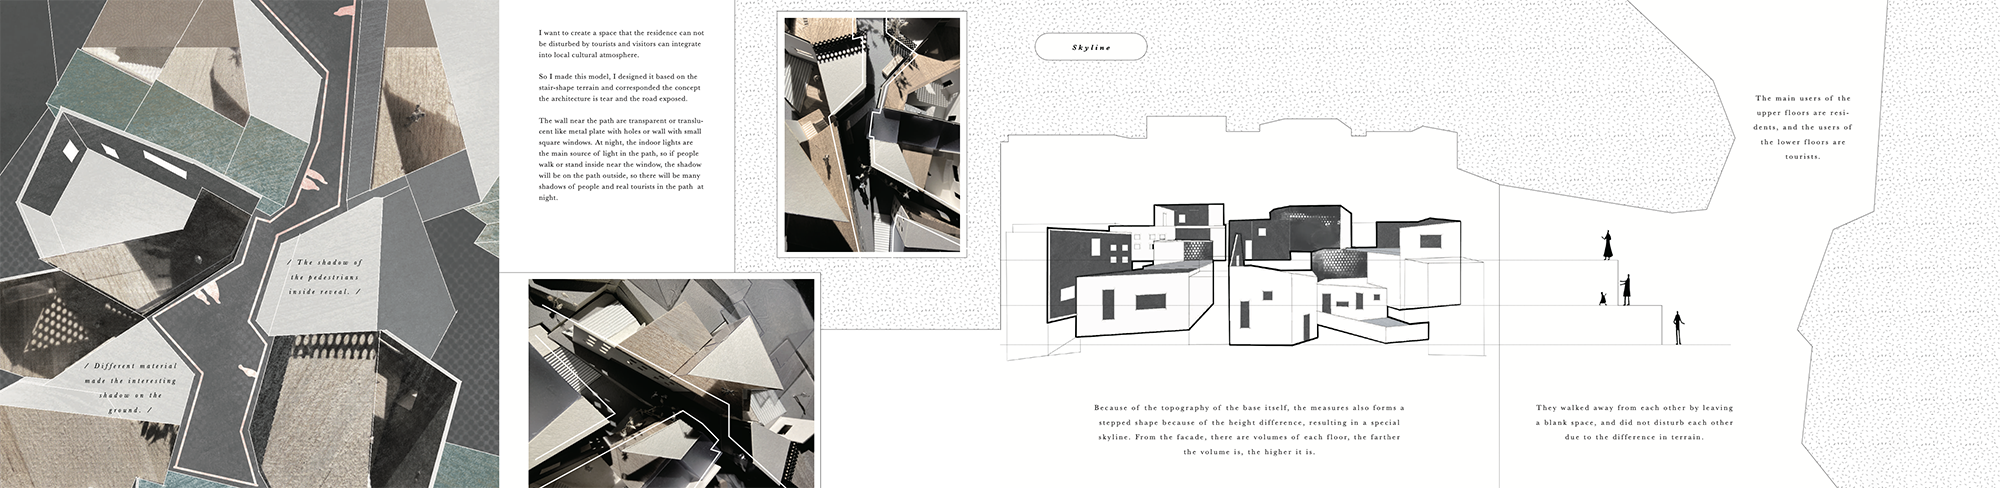 / The shadow of
the pedestrians
inside reveal. /
/ Different material
made the interesting
shadow on the
ground. /
I want to create a space that the residence can not
be disturbed by tourists and visitors can integrate
into local cultural atmosphere.
So I made this model, I designed it based on the
stair-shape terrain and corresponded the concept
the architecture is tear and the road exposed.
The wall near the path are transparent or translu-
cent like metal plate with holes or wall with small
square windows. At night, the indoor lights are
the main source of light in the path, so if people
walk or stand inside near the window, the shadow
will be on the path outside, so there will be many
shadows of people and real tourists in the path at
night.
Skyline
The main users of the
upper floors are resi-
dents, and the users of
the lower floors are
tourists.
Because of the topography of the base itself, the measures also forms a
stepped shape because of the height difference, resulting in a special
skyline. From the facade, there are volumes of each floor, the farther
the volume is, the higher it is.
They walked away from each other by leaving
a blank space, and did not disturb each other
due to the difference in terrain.